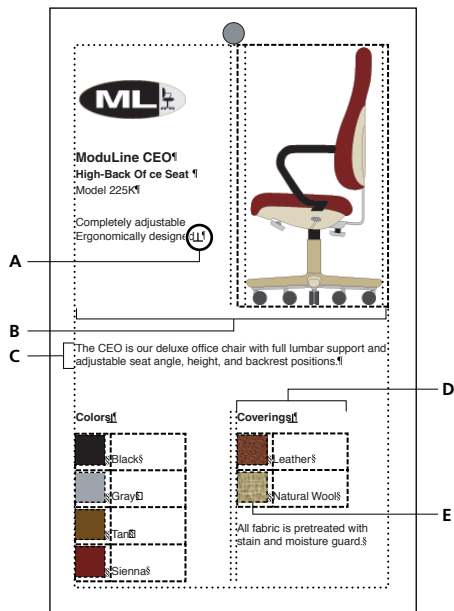 ML
ModuLine CEO¶
High-Back Of ce Seat ¶
Model 225K¶
Completely adjustable
Ergonomically designed¶
A
B
C
The CEO is our deluxe office chair with full lumbar support and
adjustable seat angle, height, and backrest positions.¶
D
Colors¶
Coverings¶
§Black§
§Leather§
§Gray§
§Natural Wool§
E
§Tan§
All fabric is pretreated with
stain and moisture guard.§
§Sienna§